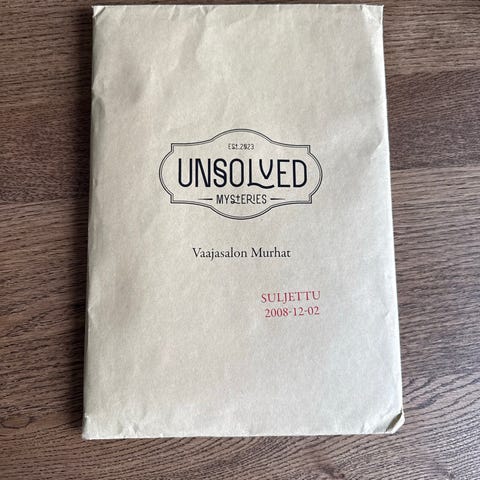 Est.2023
UNSOLVED
MYSTERIES
Vaajasalon Murhat
SULJETTU
2008-12-02